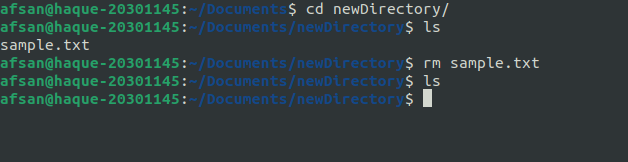 afsan@haque-20301145:~/Documents$ cd newDirectory/
afsan@haque-20301145:~/Documents/newDirectory$ ls
sample.txt
afsan@haque-20301145:~/Documents/newDirectory$ rm sample.txt
afsan@haque-20301145:~/Documents/newDirectory$ ls
afsan@haque-20301145:~/Documents/newDirectory$